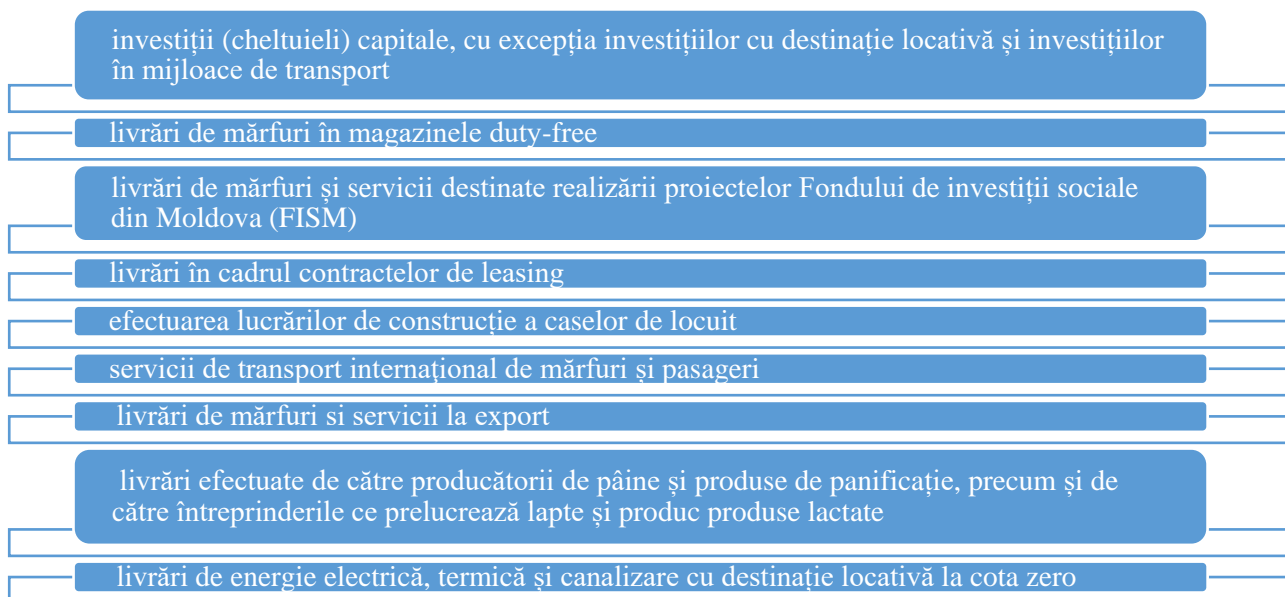 investiții (cheltuieli) capitale, cu excepția investițiilor cu destinație locativă și investițiilor
în mijloace de transport
livrări de mărfuri în magazinele duty-free
livrări de mărfuri și servicii destinate realizării proiectelor Fondului de investiții sociale
din Moldova (FISM)
livrări în cadrul contractelor de leasing
efectuarea lucrărilor de construcție a caselor de locuit
servicii de transport internațional de mărfuri și pasageri
livrări de mărfuri si servicii la export
livrări efectuate de către producătorii de pâine și produse de panificație, precum și de
către întreprinderile ce prelucrează lapte și produc produse lactate
livrări de energie electrică, termică și canalizare cu destinație locativă la cota zero